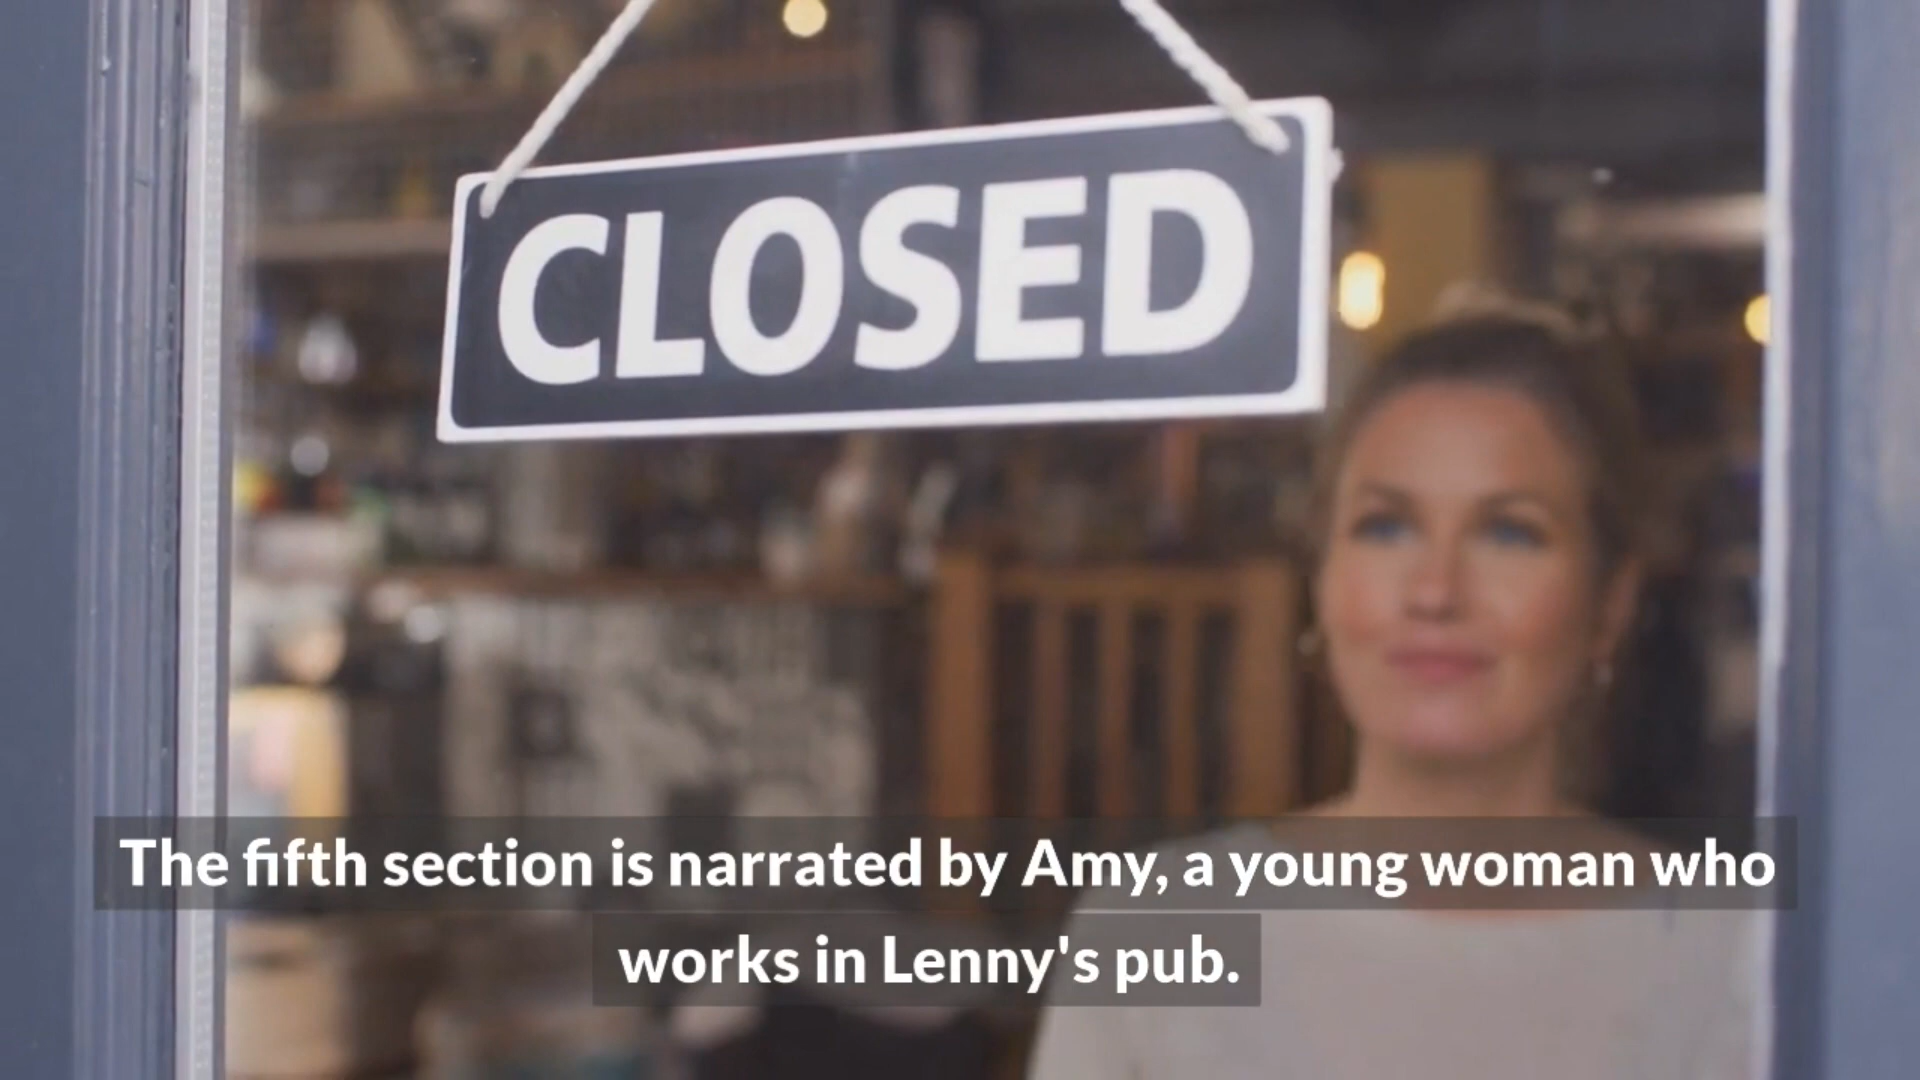 CLOSED
The fifth section is narrated by Amy, a young woman who
works in Lenny's pub.